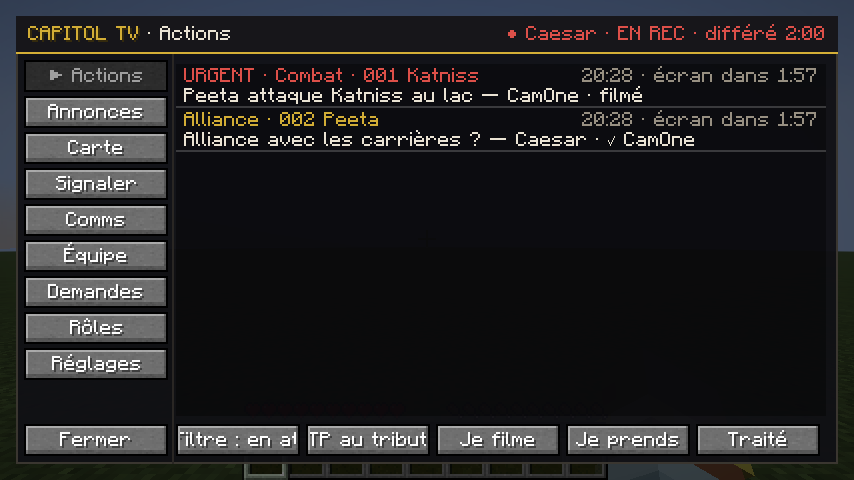 CAPITOL TV · Actions
● Caesar · EN REC · différé 2:00
► Actions
Annonces
Carte
Signaler
Comms
Équipe
Demandes
Rôles
Réglages
Fermer
URGENT · Combat · 001 Katniss
20:28 · écran dans 1:57
Peeta attaque Katniss au lac — CamOne · filmé
Alliance · 002 Peeta
20:28 · écran dans 1:57
Alliance avec les carrières ? — Caesar · ✓ CamOne
Filtre : en at
TP au tribut
Je filme
Je prends
Traité